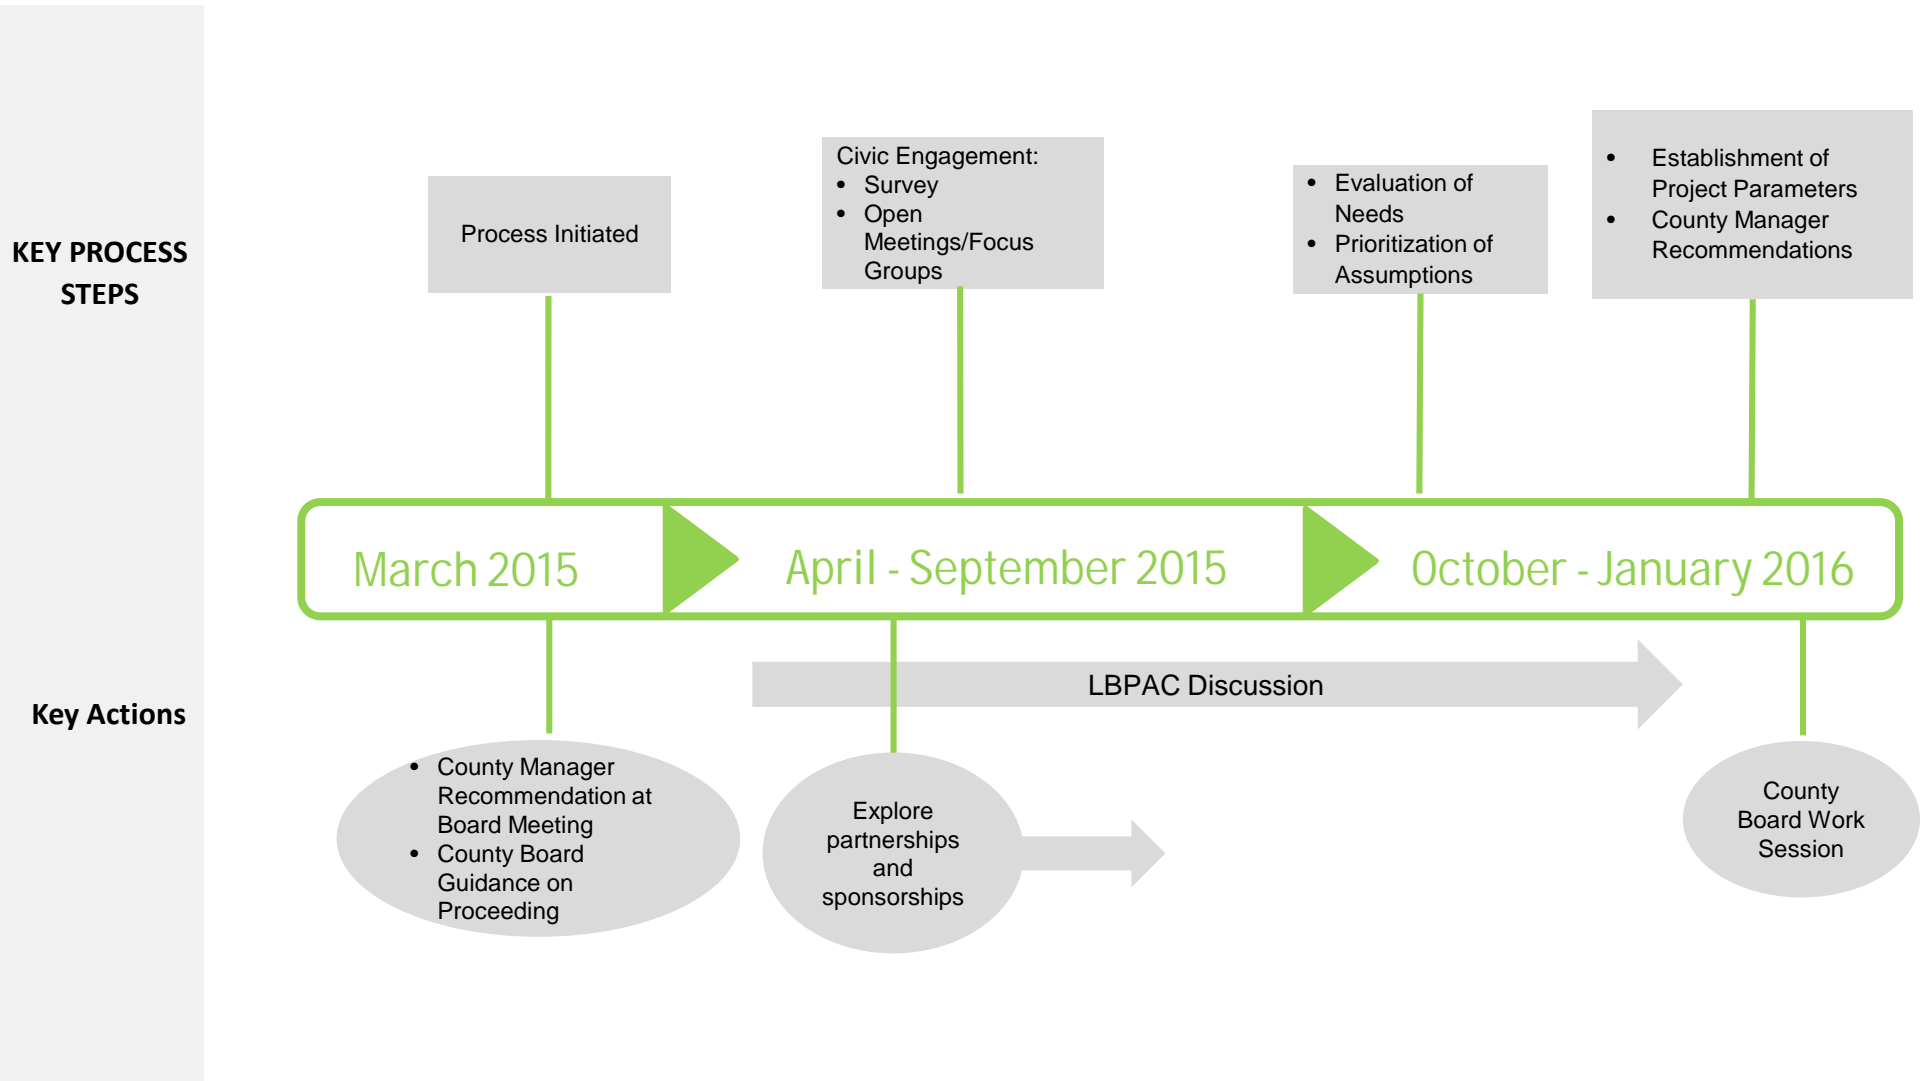 KEY PROCESS
STEPS
Process Initiated
Civic Engagement:
• Survey
• Open
Meetings/Focus
Groups
• Evaluation of
Needs
• Prioritization of
Assumptions
• Establishment of
Project Parameters
• County Manager
Recommendations
March 2015
April - September 2015
October - January 2016
Key Actions
LBPAC Discussion
• County Manager
Recommendation at
Board Meeting
• County Board
Guidance on
Proceeding
Explore
partnerships
and
sponsorships
County
Board Work
Session